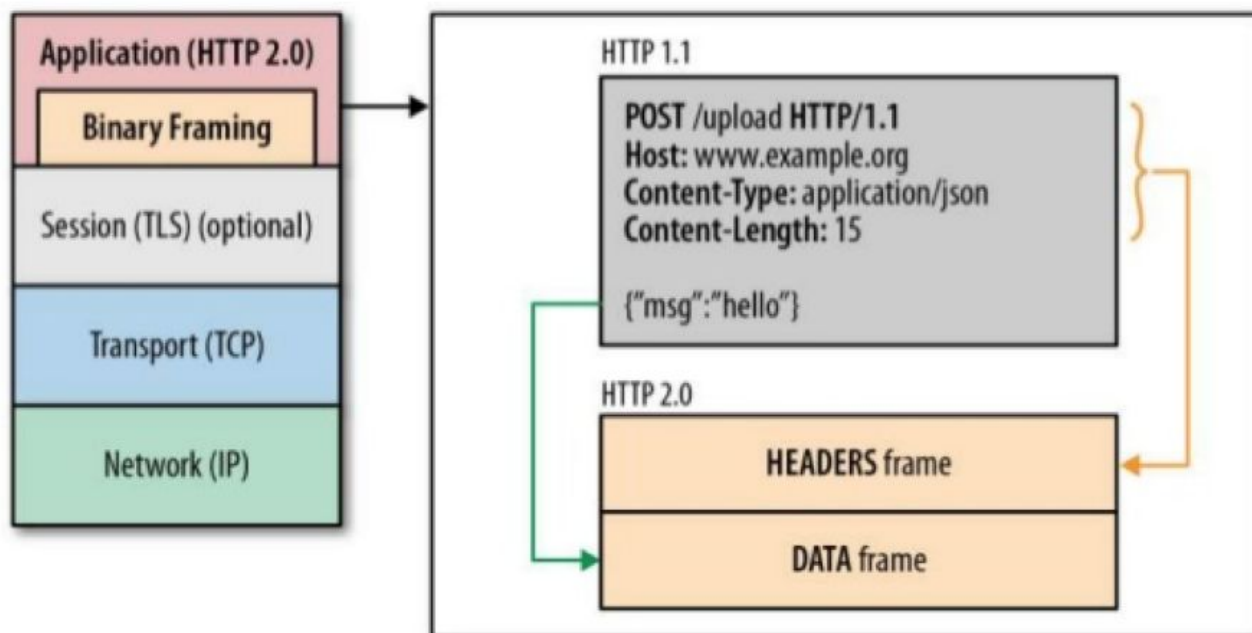 Application (HTTP 2.0)
Binary Framing
Session (TLS) (optional)
Transport (TCP)
Network (IP)
HTTP 1.1
POST /upload HTTP/1.1
Host: www.example.org
Content-Type: application/json
Content-Length: 15
{“msg”:“hello”}
HTTP 2.0
HEADERS frame
DATA frame